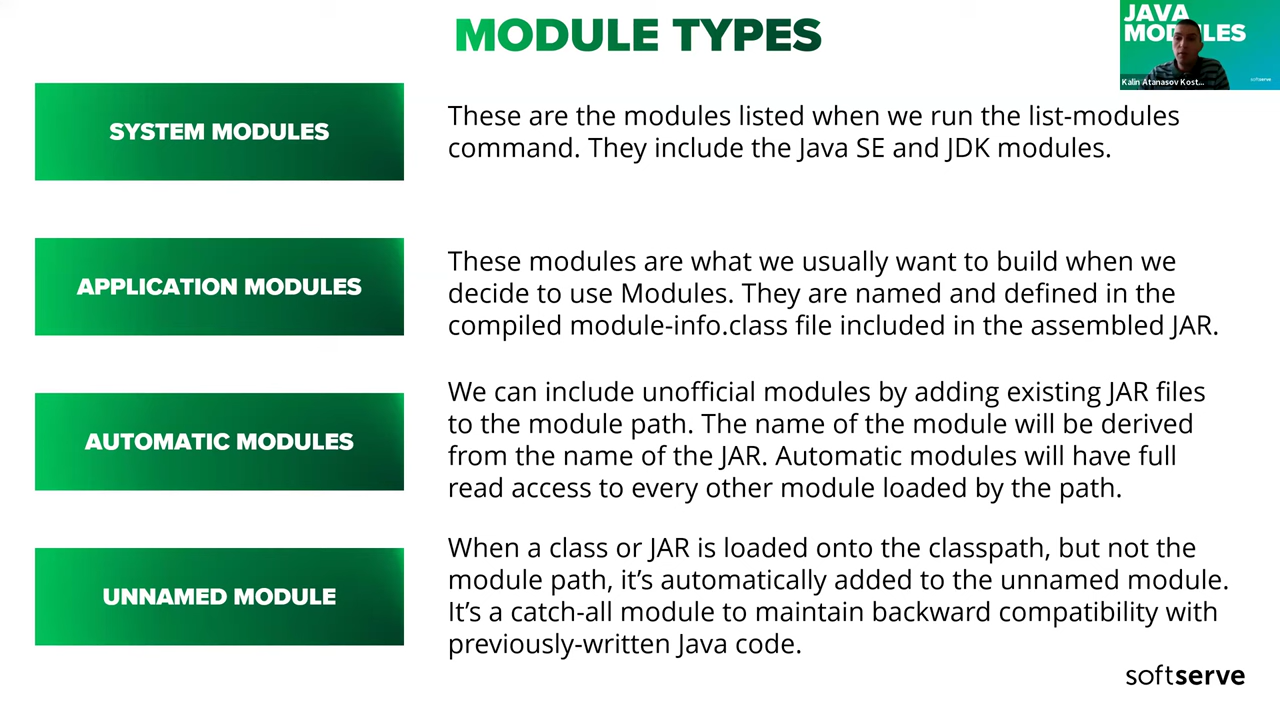 MODULE TYPES
JAVA
MODULES
Kalin Atanasov Kost...
softserve
SYSTEM MODULES
These are the modules listed when we run the list-modules
command. They include the Java SE and JDK modules.
APPLICATION MODULES
These modules are what we usually want to build when we
decide to use Modules. They are named and defined in the
compiled module-info.class file included in the assembled JAR.
AUTOMATIC MODULES
We can include unofficial modules by adding existing JAR files
to the module path. The name of the module will be derived
from the name of the JAR. Automatic modules will have full
read access to every other module loaded by the path.
UNNAMED MODULE
When a class or JAR is loaded onto the classpath, but not the
module path, it’s automatically added to the unnamed module.
It’s a catch-all module to maintain backward compatibility with
previously-written Java code.
softserve